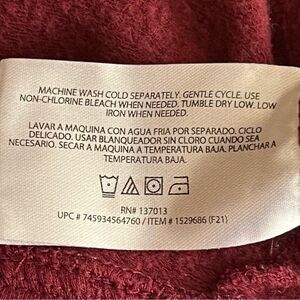 MACHINE WASH COLD SEPARATELY. GENTLE CYCLE. USE
NON-CHLORINE BLEACH WHEN NEEDED. TUMBLE DRY LOW. LOW
IRON WHEN NEEDED.
LAVAR A MAQUINA CON AGUA FRIA POR SEPARADO. CICLO
DELICADO. USAR BLANQUEADOR SIN CLORO CUANDO SEA
NECESARIO. SECAR A MAQUINA A TEMPERATURA BAJA. PLANCHAR A
TEMPERATURA BAJA.
RN# 137013
UPC # 745934564760 / ITEM # 1529686 (F21)